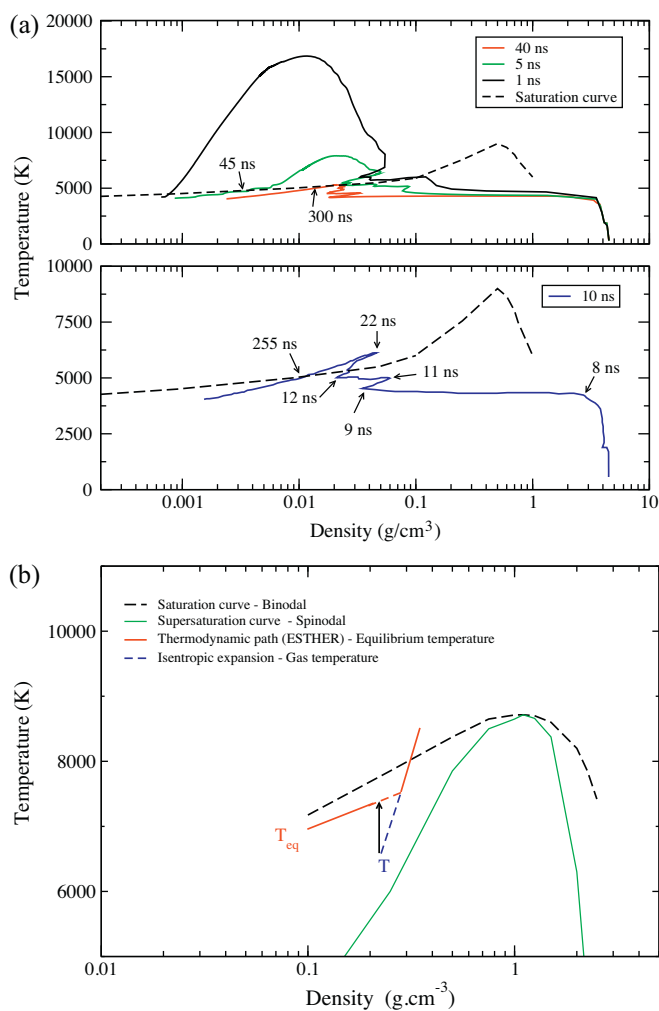 (a)
20000
15000
10000
5000
0
40 ns
5 ns
1 ns
Saturation curve
45 ns
300 ns
Temperature (K)
10000
7500
5000
2500
0
10 ns
22 ns
255 ns
8 ns
11 ns
12 ns
9 ns
0.001
0.01
0.1
1
10
Density (g/cm³)
(b)
10000
8000
6000
Saturation curve - Binodal
Supersaturation curve - Spinodal
Thermodynamic path (ESTHER) - Equilibrium temperature
Isentropic expansion - Gas temperature
Temperature (K)
Teq
T
0.01
0.1
1
Density (g.cm⁻³)